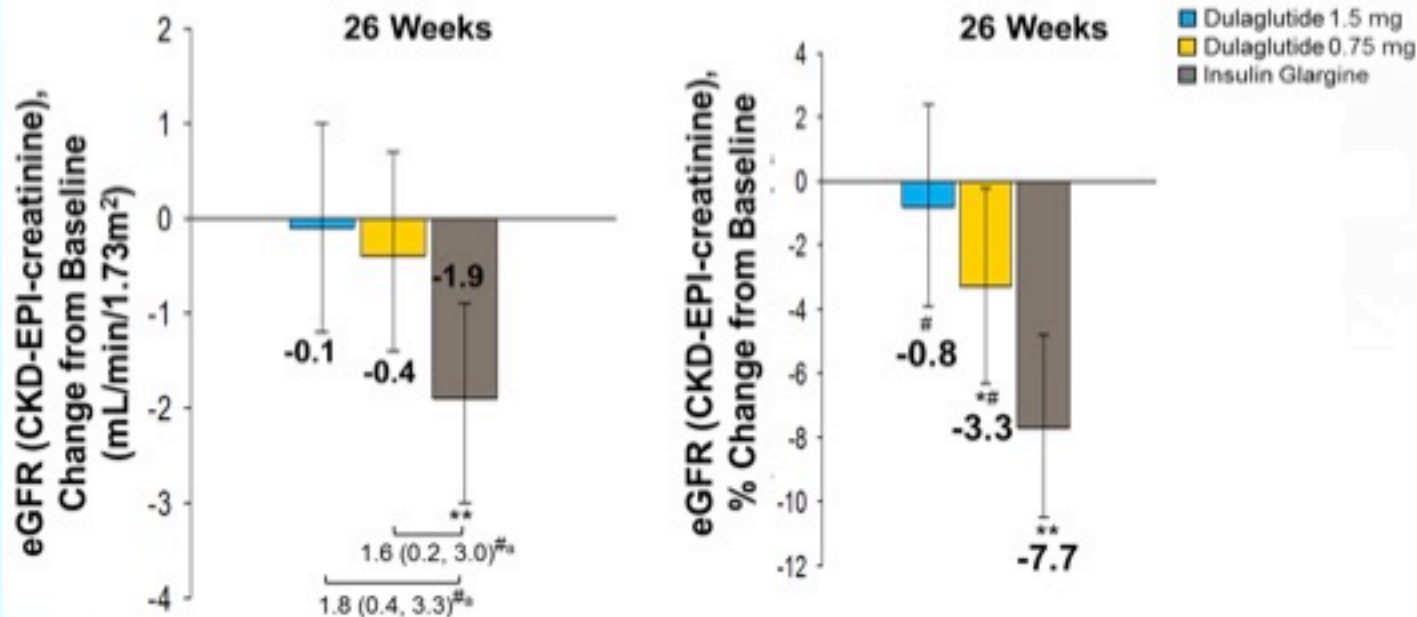 26 Weeks
eGFR (CKD-EPI-creatinine),
Change from Baseline
(mL/min/1.73m²)
2
1
0
-1
-2
-3
-4
-0.1
-0.4
-1.9
**
1.6 (0.2, 3.0)#a
1.8 (0.4, 3.3)#a
26 Weeks
eGFR (CKD-EPI-creatinine),
% Change from Baseline
4
2
0
-2
-4
-6
-8
-10
-12
#
-0.8
*#
-3.3
**
-7.7
Dulaglutide 1.5 mg
Dulaglutide 0.75 mg
Insulin Glargine